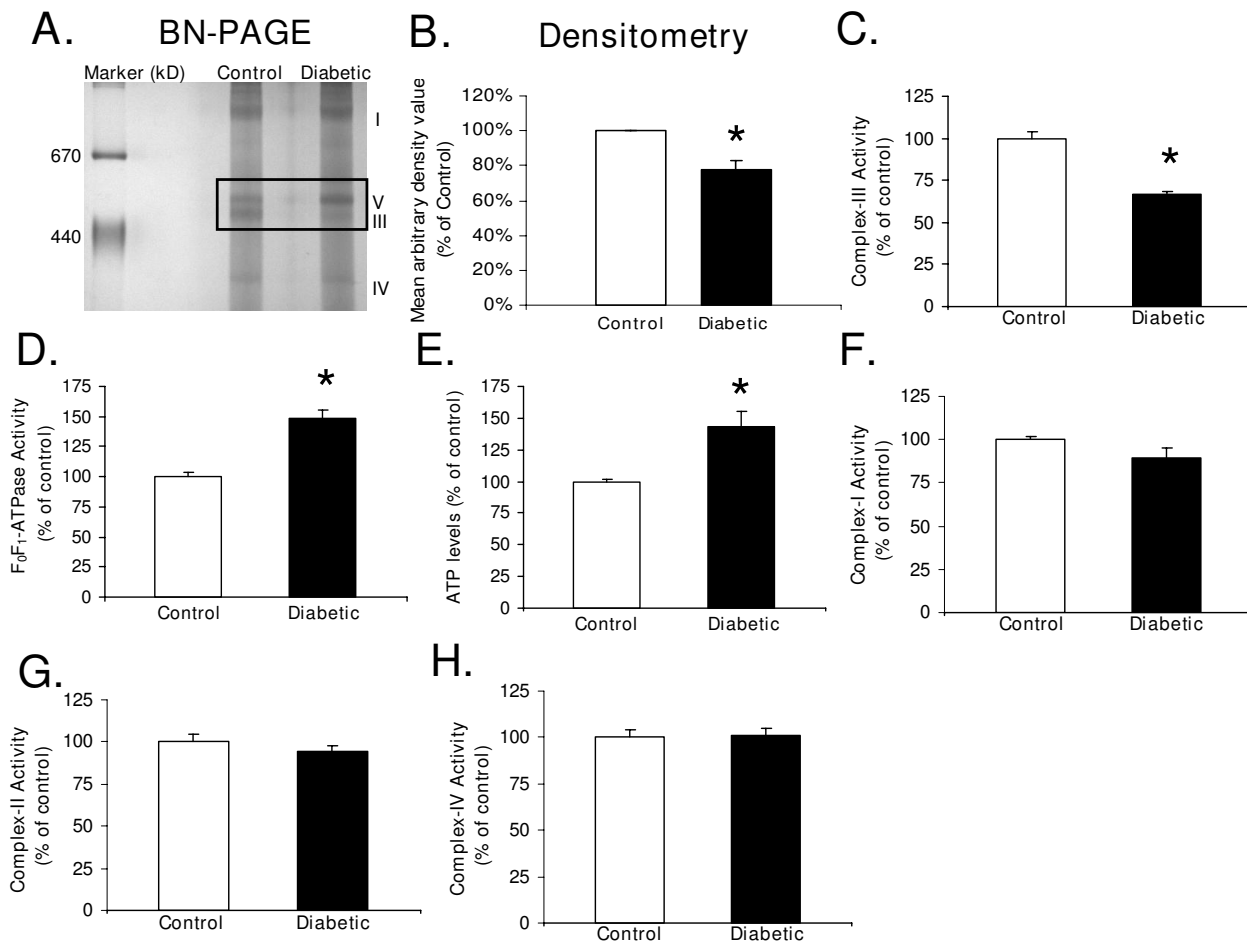 A. BN-PAGE
Marker (kD) Control Diabetic
I
670
V
III
440
IV
B. Densitometry
Mean arbitrary density value
(% of Control)
120%
100%
80%
60%
40%
20%
0%
*
Control Diabetic
C.
Complex-III Activity
(% of control)
125
100
75
50
25
0
*
Control Diabetic
D.
F₀F₁-ATPase Activity
(% of control)
175
150
125
100
75
50
25
0
*
Control Diabetic
E.
ATP levels (% of control)
175
150
125
100
75
50
25
0
*
Control Diabetic
F.
Complex-I Activity
(% of control)
125
100
75
50
25
0
Control Diabetic
G.
Complex-II Activity
(% of control)
125
100
75
50
25
0
Control Diabetic
H.
Complex-IV Activity
(% of control)
125
100
75
50
25
0
Control Diabetic